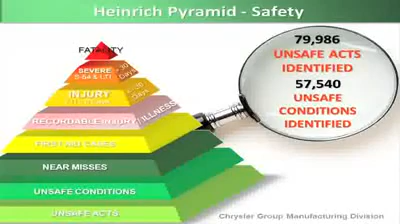 Heinrich Pyramid - Safety
FATALITY
SEVERE
INJURY
RECORDABLE INJURY
ILLNESS
FIRST AID CASES
NEAR MISSES
UNSAFE CONDITIONS
UNSAFE ACTS
79,986
UNSAFE ACTS
IDENTIFIED
57,540
UNSAFE
CONDITIONS
IDENTIFIED
Chrysler Group Manufacturing Division